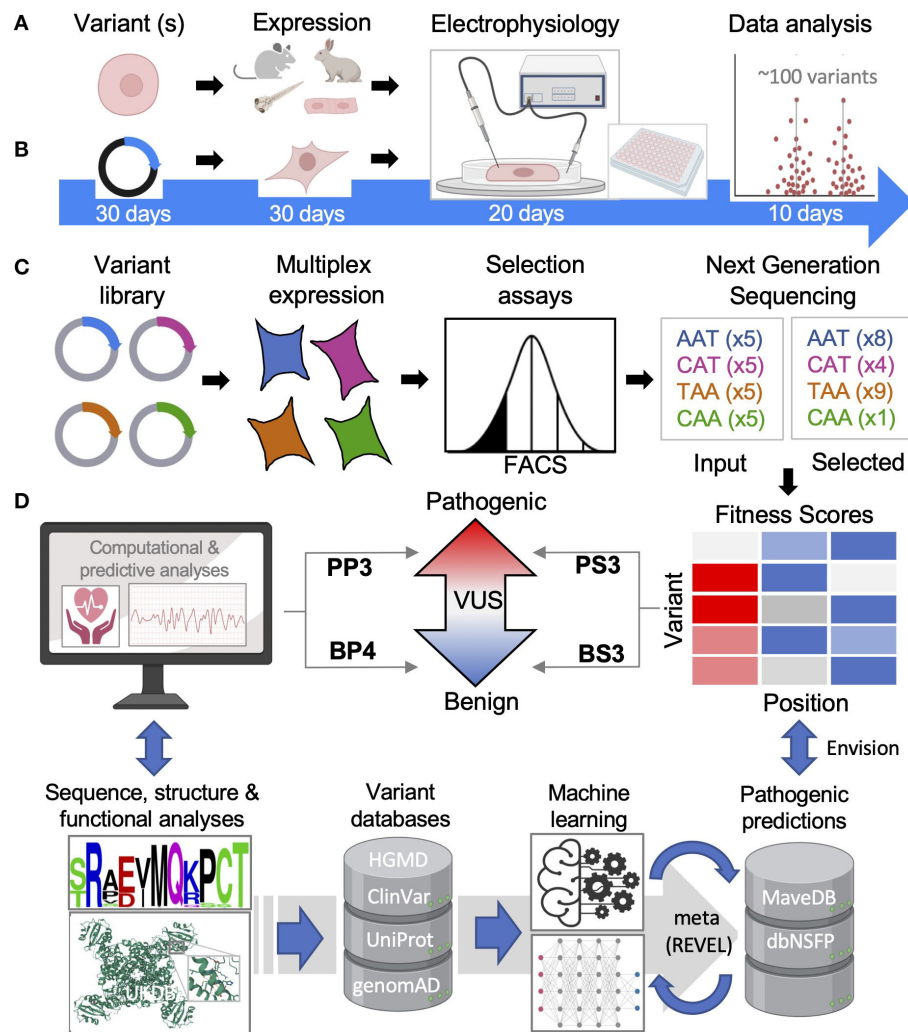 A
Variant (s)
Expression
Electrophysiology
Data analysis
~100 variants
B
30 days
30 days
20 days
10 days
C
Variant
library
Multiplex
expression
Selection
assays
Next Generation
Sequencing
FACS
AAT (x5)
CAT (x5)
TAA (x5)
CAA (x5)
AAT (x8)
CAT (x4)
TAA (x9)
CAA (x1)
Input
Selected
D
Computational &
predictive analyses
Pathogenic
PP3
PS3
VUS
BP4
BS3
Benign
Fitness Scores
Variant
Position
Envision
Sequence, structure &
functional analyses
Variant
databases
Machine
learning
Pathogenic
predictions
HGMD
ClinVar
UniProt
genomAD
meta
(REVEL)
MaveDB
dbNSFP